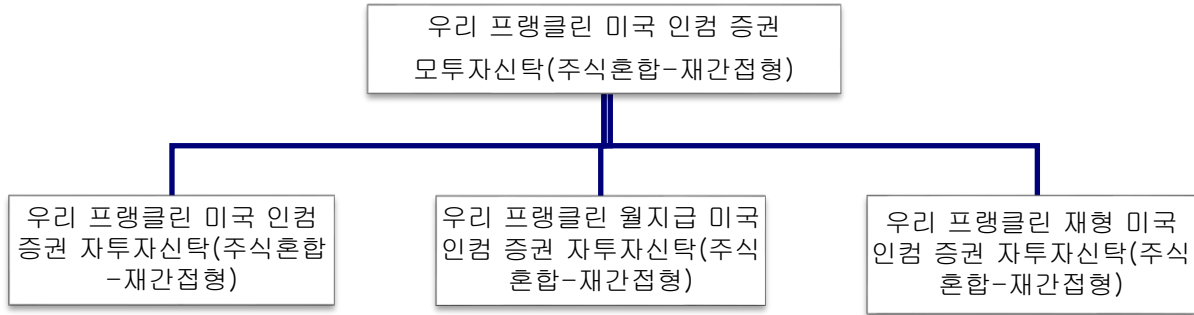 우리 프랭클린 미국 인컴 증권
모투자신탁(주식혼합-재간접형)
우리 프랭클린 미국 인컴
증권 자투자신탁(주식혼합
-재간접형)
우리 프랭클린 월지급 미국
인컴 증권 자투자신탁(주식
혼합-재간접형)
우리 프랭클린 재형 미국
인컴 증권 자투자신탁(주식
혼합-재간접형)